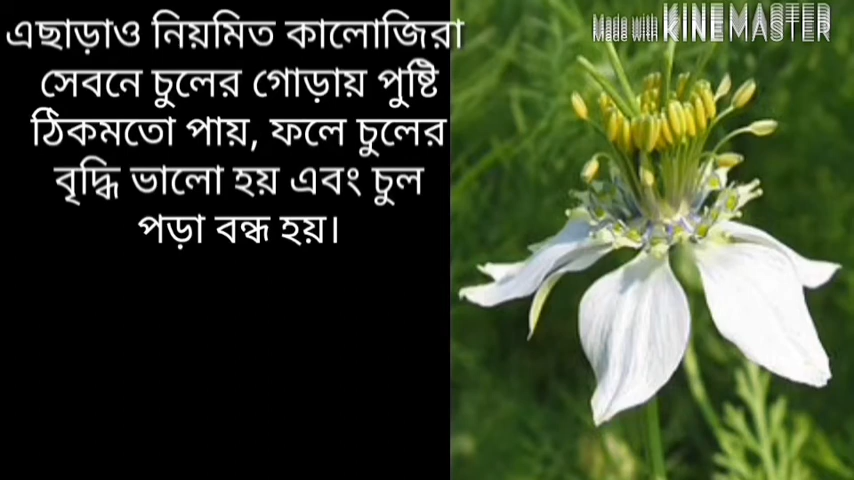 এছাড়াও নিয়মিত কালোজিরা
সেবনে চুলের গোড়ায় পুষ্টি
ঠিকমতো পায়, ফলে চুলের
বৃদ্ধি ভালো হয় এবং চুল
পড়া বন্ধ হয়।
Made with KINEMASTER